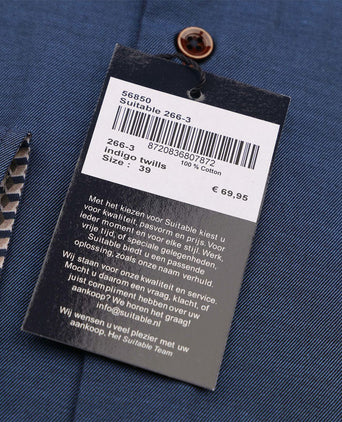 56850
Suitable 266-3
8720836807872
266-3
indigo twills
100 % Cotton
Size : 39
€ 69,95
Met het kiezen voor Suitable kiest u
voor kwaliteit, pasvorm en prijs. Voor
ieder moment en voor elke stijl. Werk,
vrije tijd, of speciale gelegenheden,
Suitable biedt u een passende
oplossing, zoals onze naam verhuld.
Wij staan voor onze kwaliteit en service.
Mocht u daarom een vraag, klacht, of
juist compliment hebben over uw
aankoop? We horen het graag!
info@suitable.nl
Wij wensen u veel plezier met uw
aankoop. Het Suitable Team